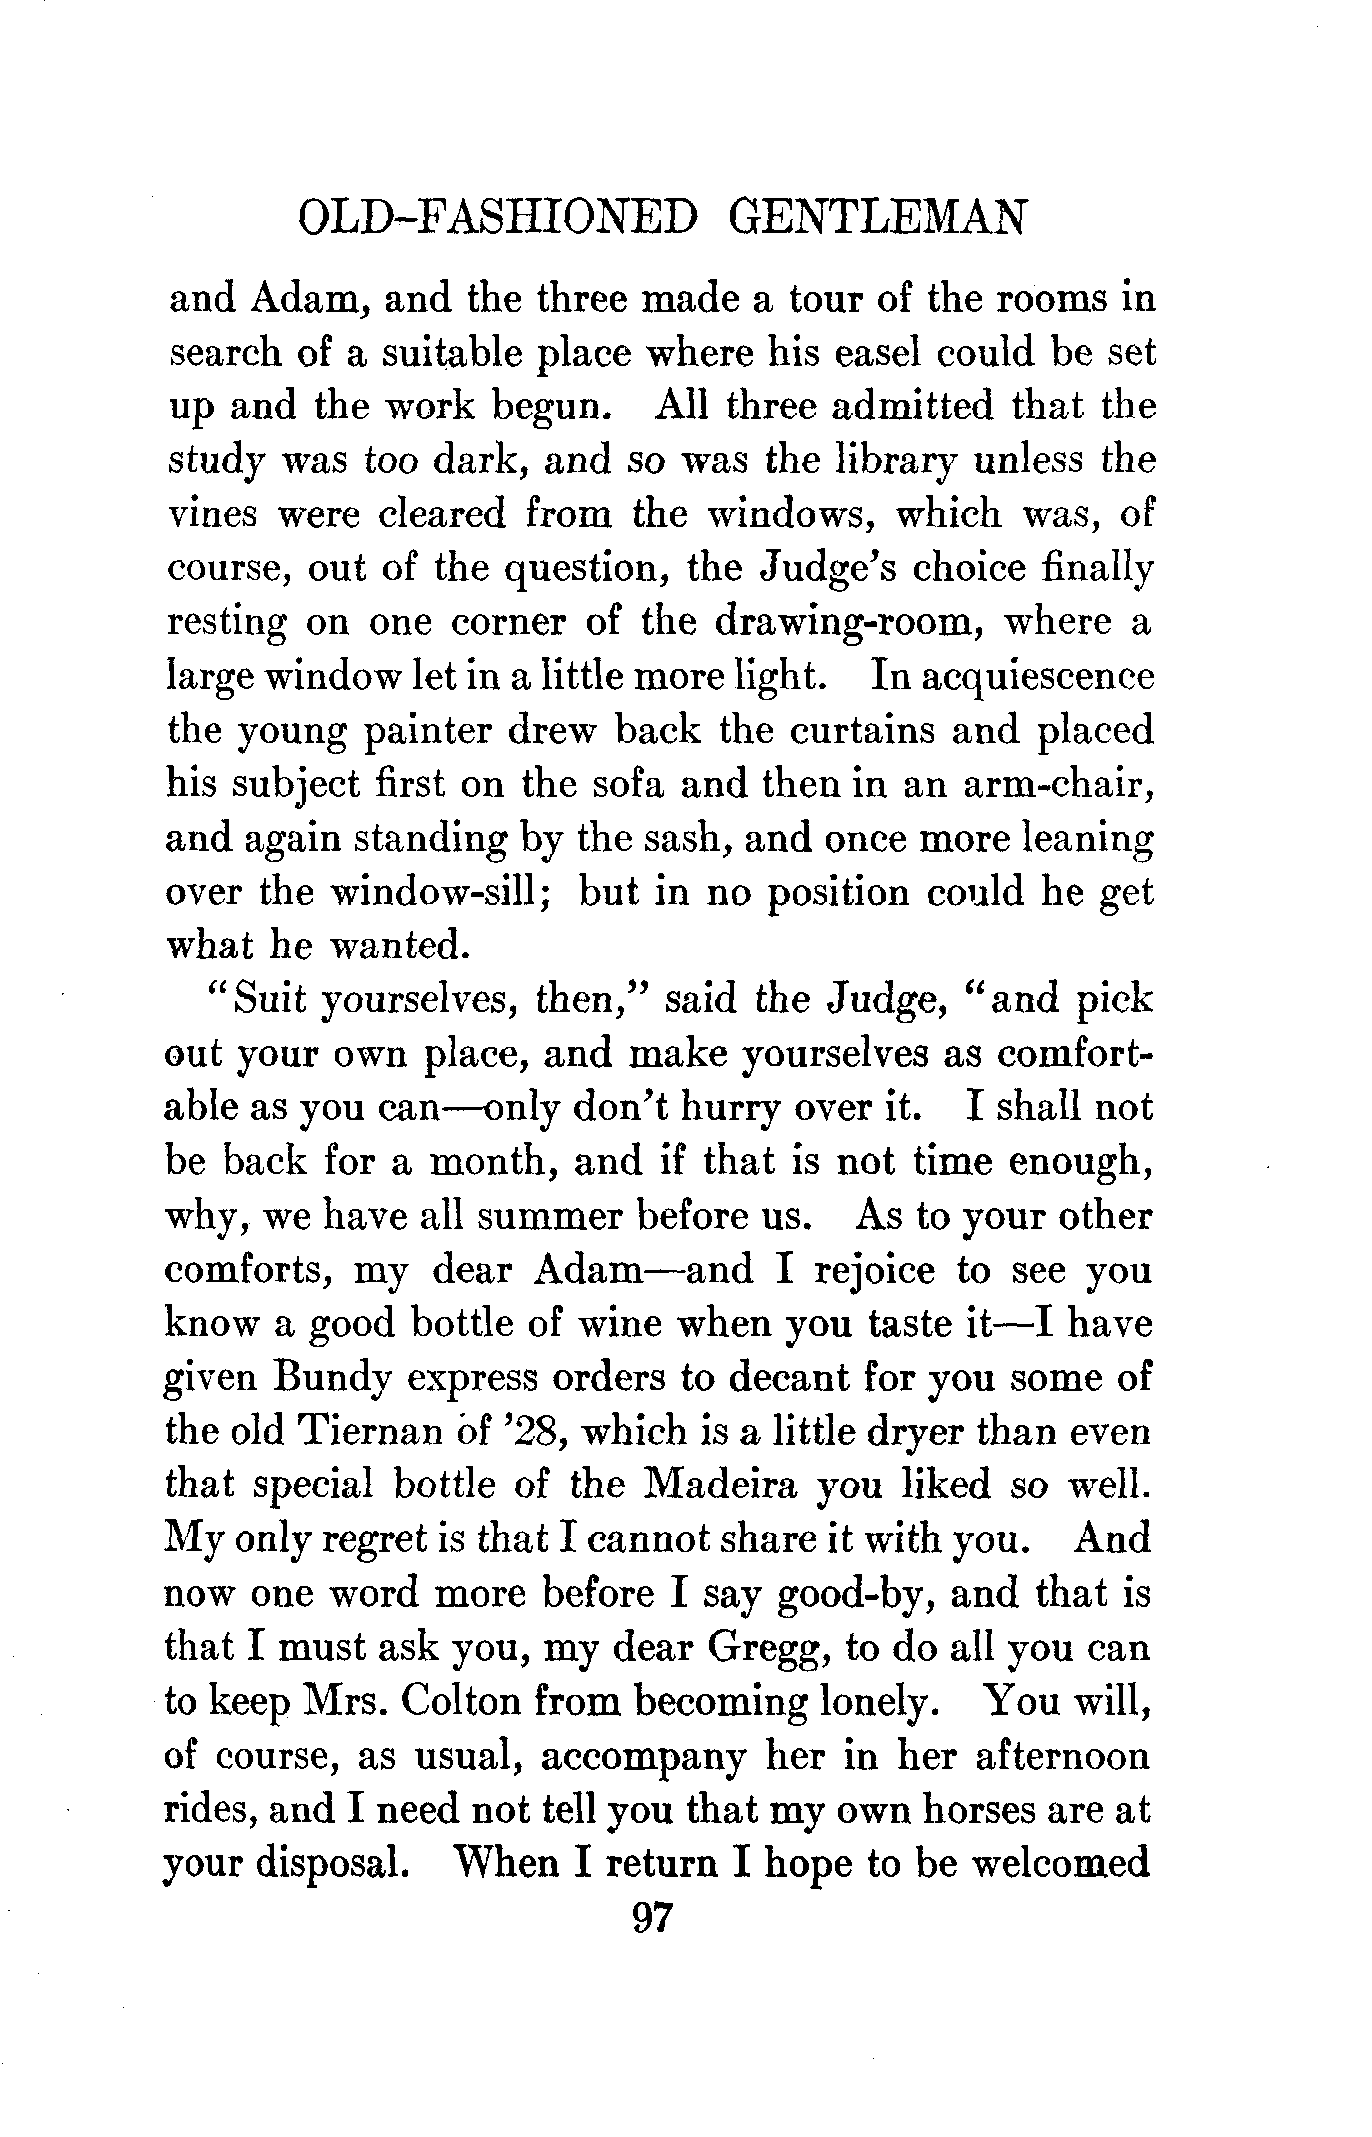 OLD-FASHIONED GENTLEMAN
and Adam, and the three made a tour of the rooms in
search of a suitable place where his easel could be set
up and the work begun. All three admitted that the
study was too dark, and so was the library unless the
vines were cleared from the windows, which was, of
course, out of the question, the Judge's choice finally
resting on one corner of the drawing-room, where a
large window let in a little more light. In acquiescence
the young painter drew back the curtains and placed
his subject first on the sofa and then in an arm-chair,
and again standing by the sash, and once more leaning
over the window-sill; but in no position could he get
what he wanted.
"Suit yourselves, then," said the Judge, "and pick
out your own place, and make yourselves as comfort-
able as you can—only don't hurry over it. I shall not
be back for a month, and if that is not time enough,
why, we have all summer before us. As to your other
comforts, my dear Adam—and I rejoice to see you
know a good bottle of wine when you taste it—I have
given Bundy express orders to decant for you some of
the old Tiernan of '28, which is a little dryer than even
that special bottle of the Madeira you liked so well.
My only regret is that I cannot share it with you. And
now one word more before I say good-by, and that is
that I must ask you, my dear Gregg, to do all you can
to keep Mrs. Colton from becoming lonely. You will,
of course, as usual, accompany her in her afternoon
rides, and I need not tell you that my own horses are at
your disposal. When I return I hope to be welcomed
97